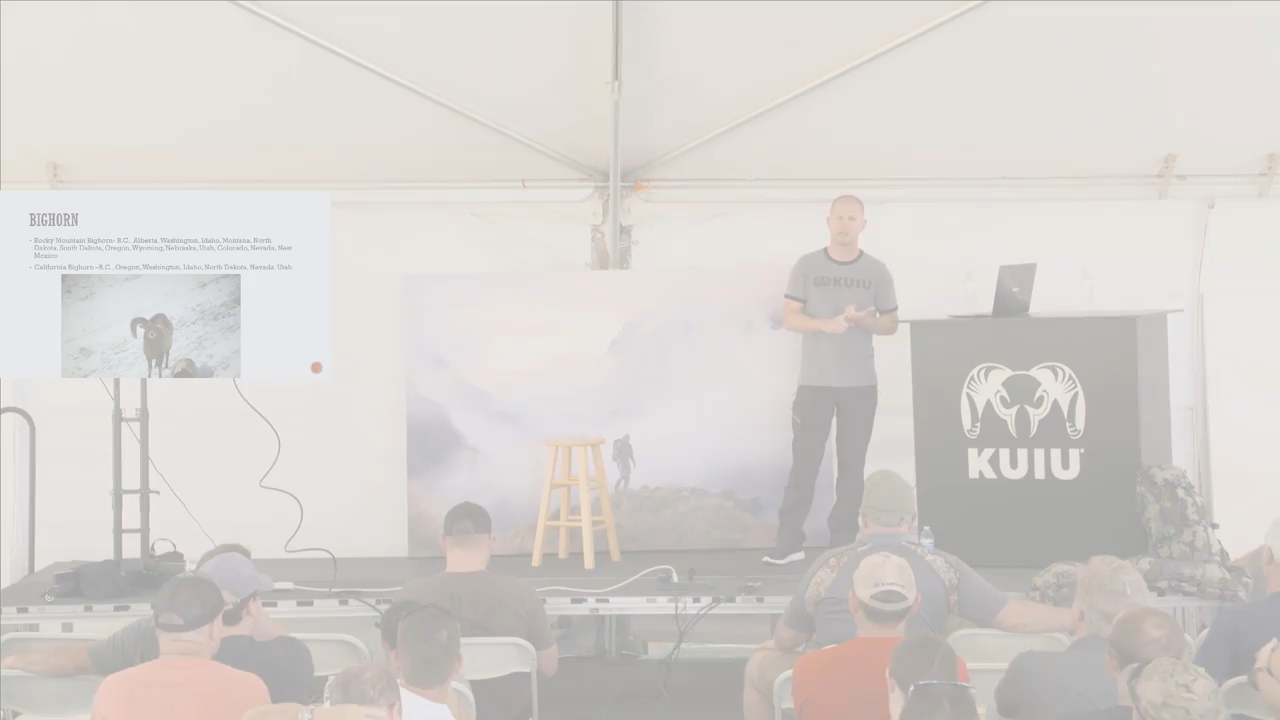 BIGHORN
- Rocky Mountain Bighorn- B.C. Alberta, Washington, Idaho, Montana, North
Dakota, South Dakota, Oregon, Wyoming, Nebraska, Utah, Colorado, Nevada, New
Mexico
- California Bighorn -B.C., Oregon, Washington, Idaho, North Dakota, Nevada, Utah
KUIU
KUIU